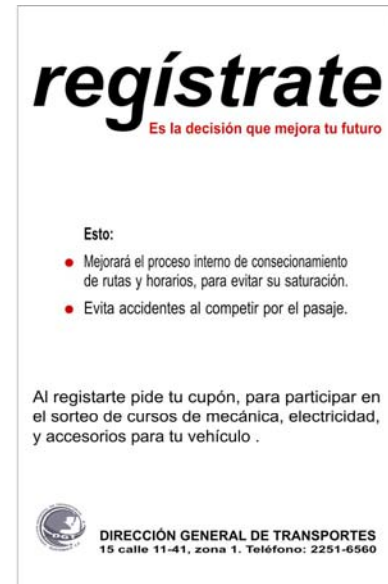 regístrate
Es la decisión que mejora tu futuro
Esto:
Mejorará el proceso interno de consecionamiento
de rutas y horarios, para evitar su saturación.
Evita accidentes al competir por el pasaje.
Al registarte pide tu cupón, para participar en
el sorteo de cursos de mecánica, electricidad,
y accesorios para tu vehículo .
DIRECCIÓN GENERAL DE TRANSPORTES
15 calle 11-41, zona 1. Teléfono: 2251-6560